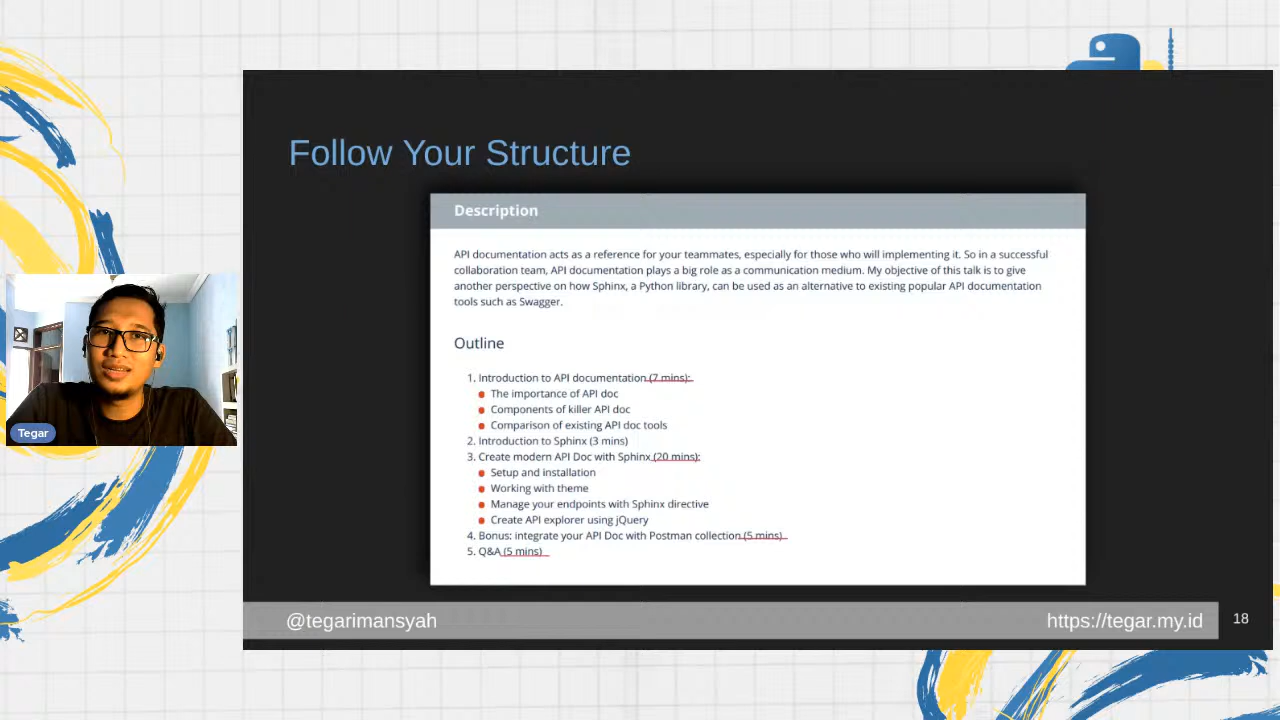 Follow Your Structure
Description
API documentation acts as a reference for your teammates, especially for those who will implementing it. So in a successful
collaboration team, API documentation plays a big role as a communication medium. My objective of this talk is to give
another perspective on how Sphinx, a Python library, can be used as an alternative to existing popular API documentation
tools such as Swagger.
Outline
1. Introduction to API documentation (7 mins):
The importance of API doc
Components of killer API doc
Comparison of existing API doc tools
2. Introduction to Sphinx (3 mins)
3. Create modern API Doc with Sphinx (20 mins):
Setup and installation
Working with theme
Manage your endpoints with Sphinx directive
Create API explorer using jQuery
4. Bonus: integrate your API Doc with Postman collection (5 mins)
5. Q&A (5 mins)
Tegar
@tegarimansyah
https://tegar.my.id
18